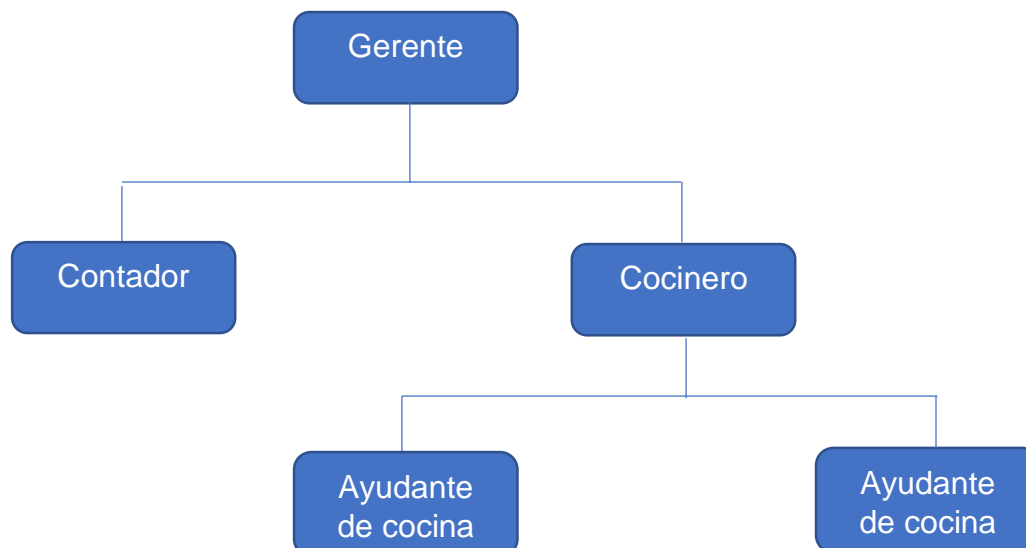 Gerente
Contador
Cocinero
Ayudante
de cocina
Ayudante
de cocina